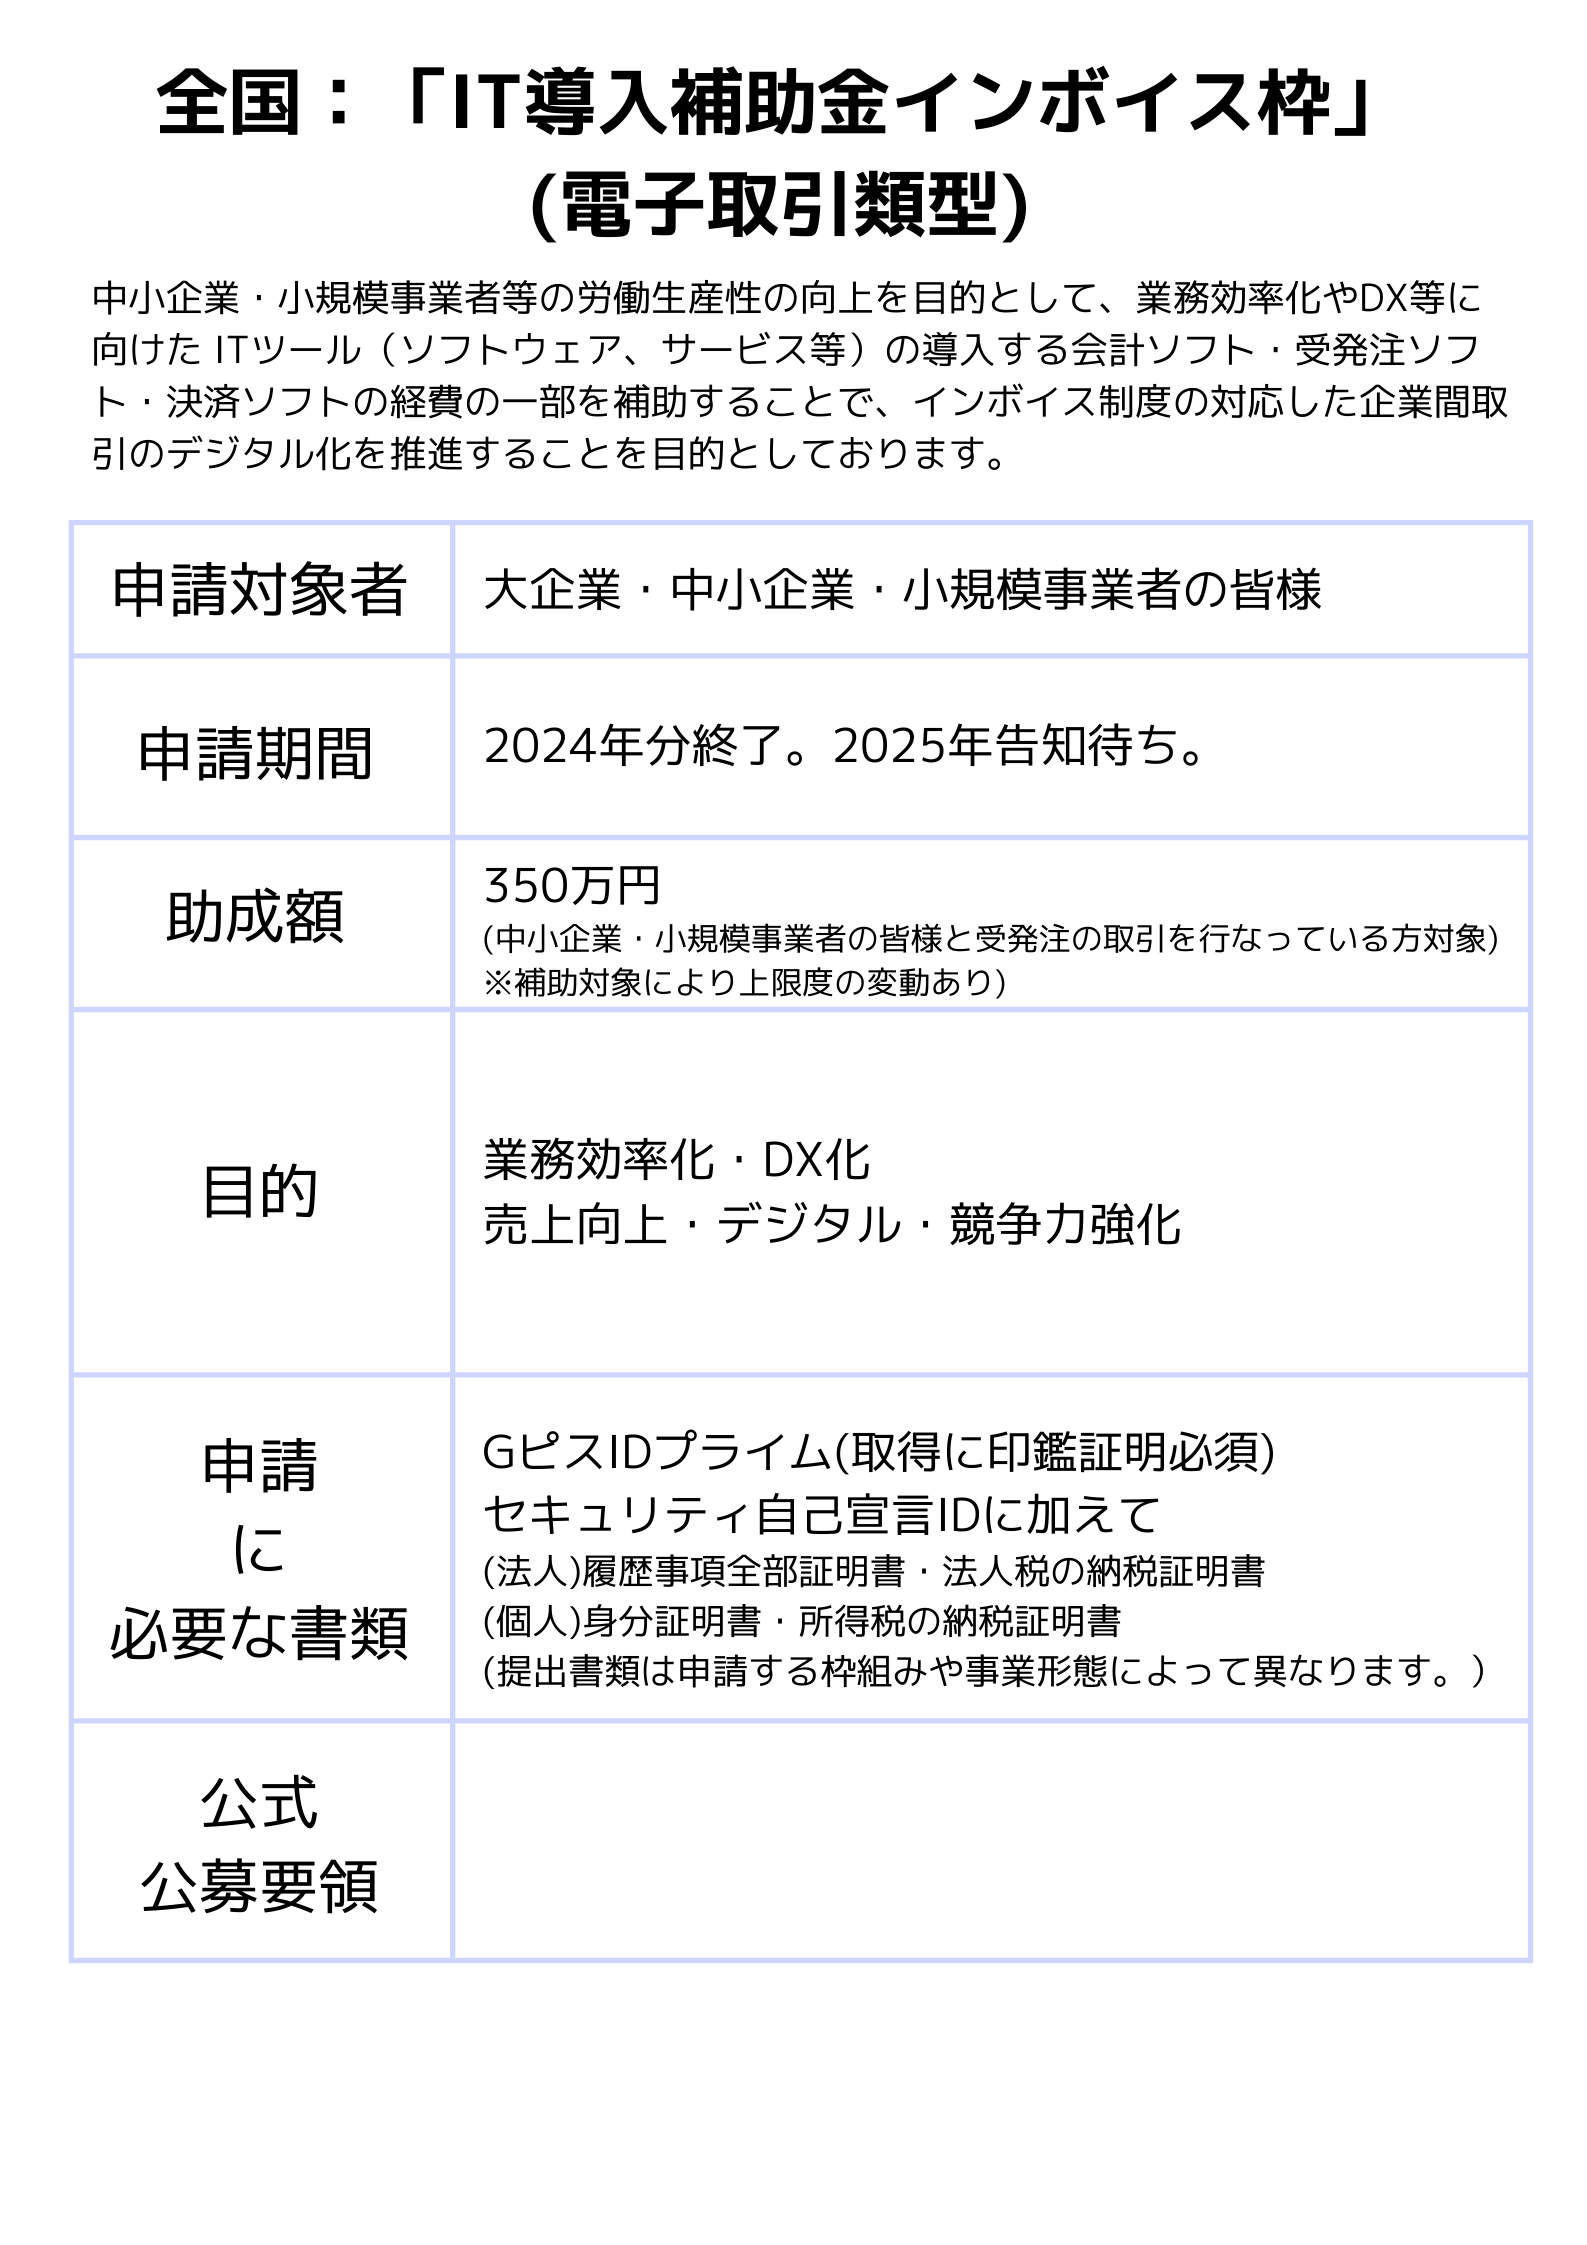 全国：「IT導入補助金インボイス枠」
(電子取引類型)
中小企業・小規模事業者等の労働生産性の向上を目的として、業務効率化やDX等に
向けた ITツール（ソフトウェア、サービス等）の導入する会計ソフト・受発注ソフ
ト・決済ソフトの経費の一部を補助することで、インボイス制度の対応した企業間取
引のデジタル化を推進することを目的としております。
申請対象者
大企業・中小企業・小規模事業者の皆様
申請期間
2024年分終了。2025年告知待ち。
助成額
350万円
(中小企業・小規模事業者の皆様と受発注の取引を行なっている方対象)
※補助対象により上限度の変動あり)
目的
業務効率化・DX化
売上向上・デジタル・競争力強化
申請
に
必要な書類
GピスIDプライム(取得に印鑑証明必須)
セキュリティ自己宣言IDに加えて
(法人)履歴事項全部証明書・法人税の納税証明書
(個人)身分証明書・所得税の納税証明書
(提出書類は申請する枠組みや事業形態によって異なります。）
公式
公募要領